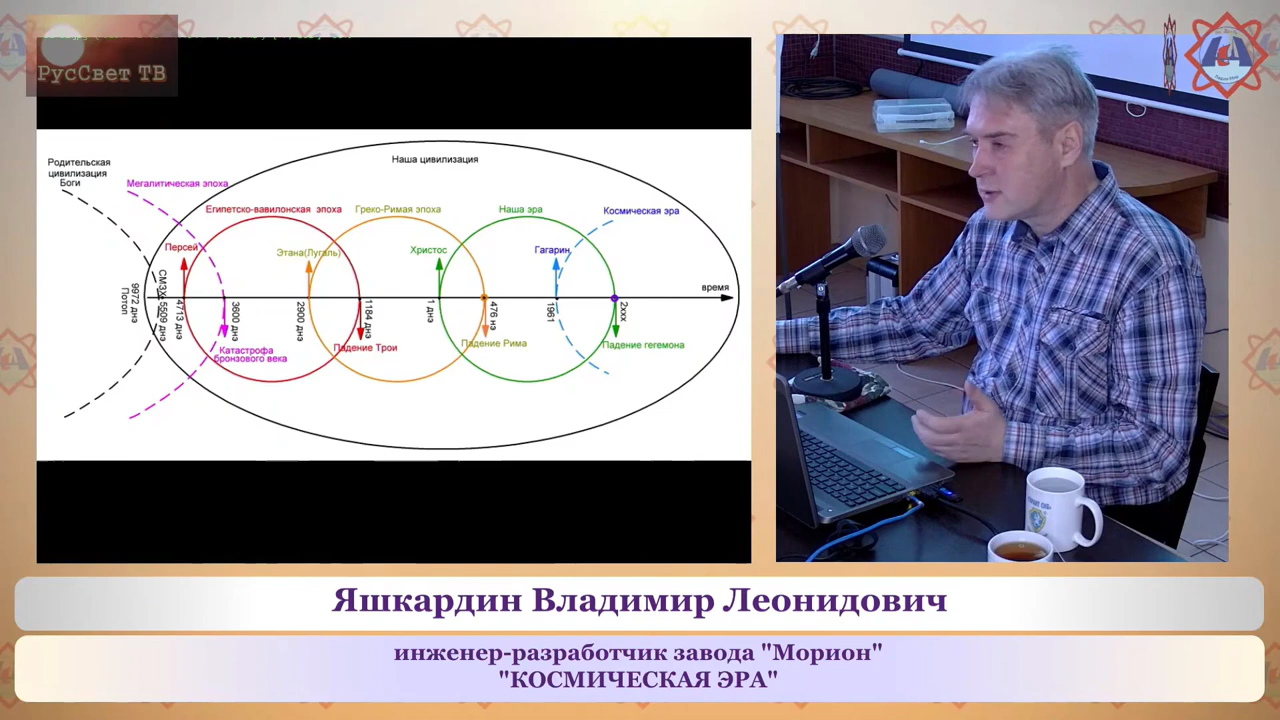 РусСвет ТВ
Родительская
цивилизация
Боги
Наша цивилизация
Мегалитическая эпоха
Египетско-вавилонская эпоха
Греко-Римая эпоха
Наша эра
Космическая эра
Персей
Этана(Лугаль)
Христос
Гагарин
время
9972 днэ
Потоп
СМЗХ
5509 днэ
4713 днэ
3600 днэ
2900 днэ
1184 днэ
1 днэ
476 нэ
1961
2xxx
Катастрофа
бронзового века
Падение Трои
Падение Рима
Падение гегемона
Яшкардин Владимир Леонидович
инженер-разработчик завода "Морион"
"КОСМИЧЕСКАЯ ЭРА"